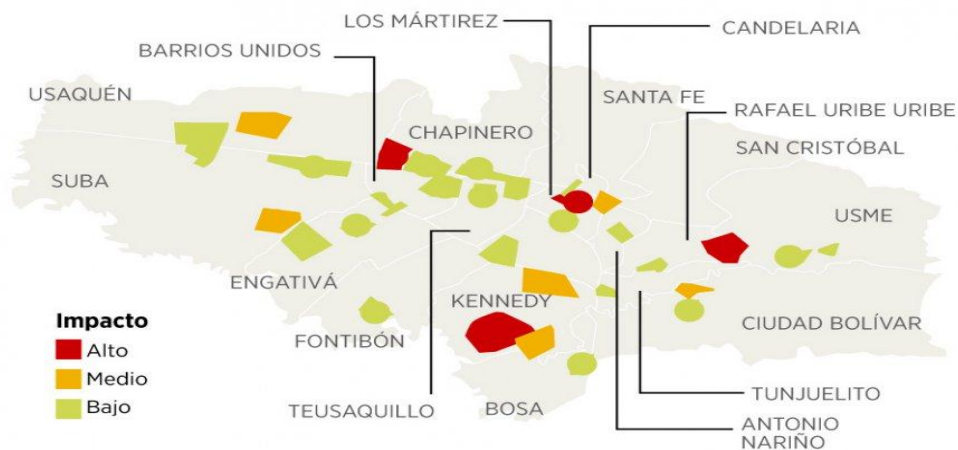 LOS MÁRTIREZ
CANDELARIA
BARRIOS UNIDOS
USAQUÉN
SANTA FE
RAFAEL URIBE URIBE
CHAPINERO
SAN CRISTÓBAL
SUBA
USME
ENGATIVÁ
KENNEDY
Impacto
FONTIBÓN
CIUDAD BOLÍVAR
Alto
Medio
Bajo
TEUSAQUILLO
BOSA
TUNJUELITO
ANTONIO
NARIÑO